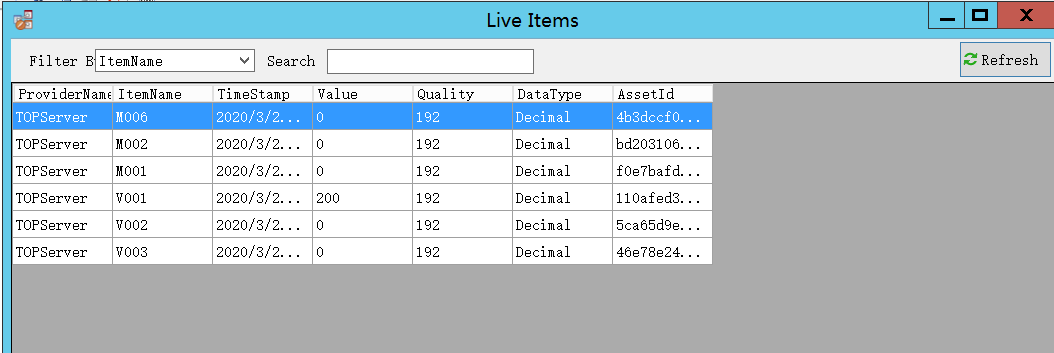 Live Items
Filter B ItemName Search Refresh
ProviderName ItemName TimeStamp Value Quality DataType AssetId
TOPServer M006 2020/3/2... 0 192 Decimal 4b3dccf0...
TOPServer M002 2020/3/2... 0 192 Decimal bd203106...
TOPServer M001 2020/3/2... 0 192 Decimal f0e7bafd...
TOPServer V001 2020/3/2... 200 192 Decimal 110afed3...
TOPServer V002 2020/3/2... 0 192 Decimal 5ca65d9e...
TOPServer V003 2020/3/2... 0 192 Decimal 46e78e24...